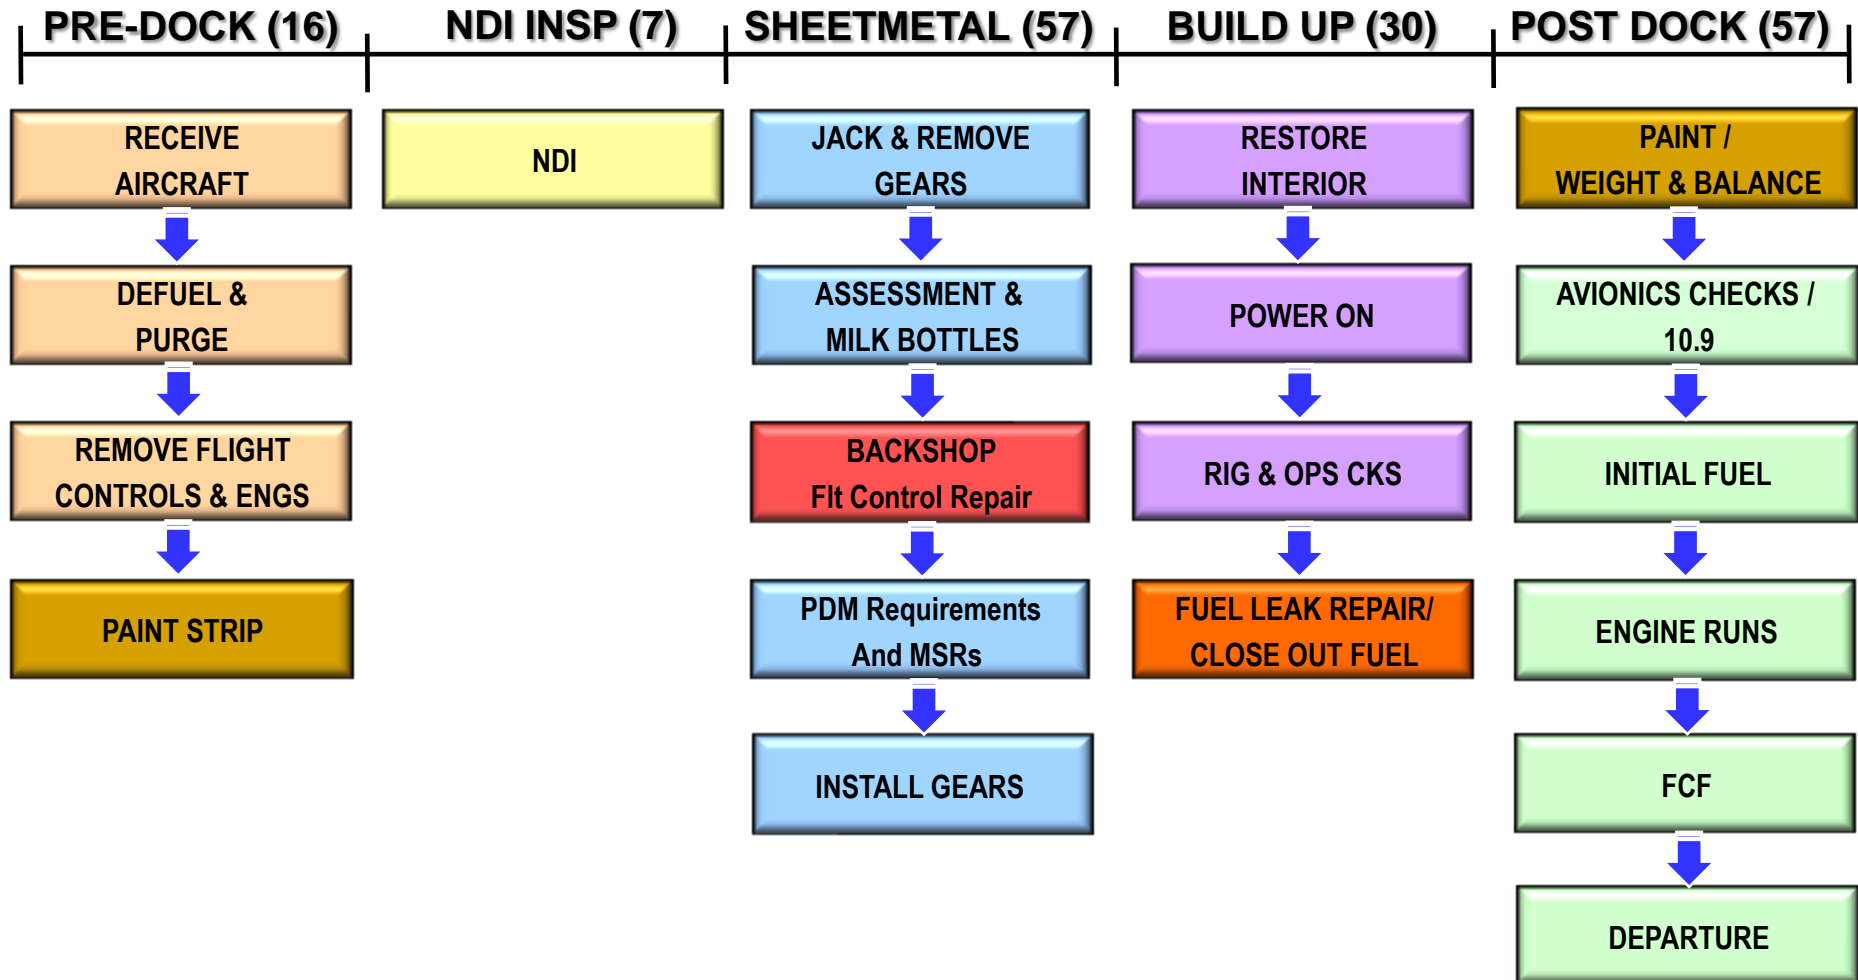 PRE-DOCK (16)
NDI INSP (7)
SHEETMETAL (57)
BUILD UP (30)
POST DOCK (57)
RECEIVE
AIRCRAFT
DEFUEL &
PURGE
REMOVE FLIGHT
CONTROLS & ENGS
PAINT STRIP
NDI
JACK & REMOVE
GEARS
ASSESSMENT &
MILK BOTTLES
BACKSHOP
Flt Control Repair
PDM Requirements
And MSRs
INSTALL GEARS
RESTORE
INTERIOR
POWER ON
RIG & OPS CKS
FUEL LEAK REPAIR/
CLOSE OUT FUEL
PAINT /
WEIGHT & BALANCE
AVIONICS CHECKS /
10.9
INITIAL FUEL
ENGINE RUNS
FCF
DEPARTURE